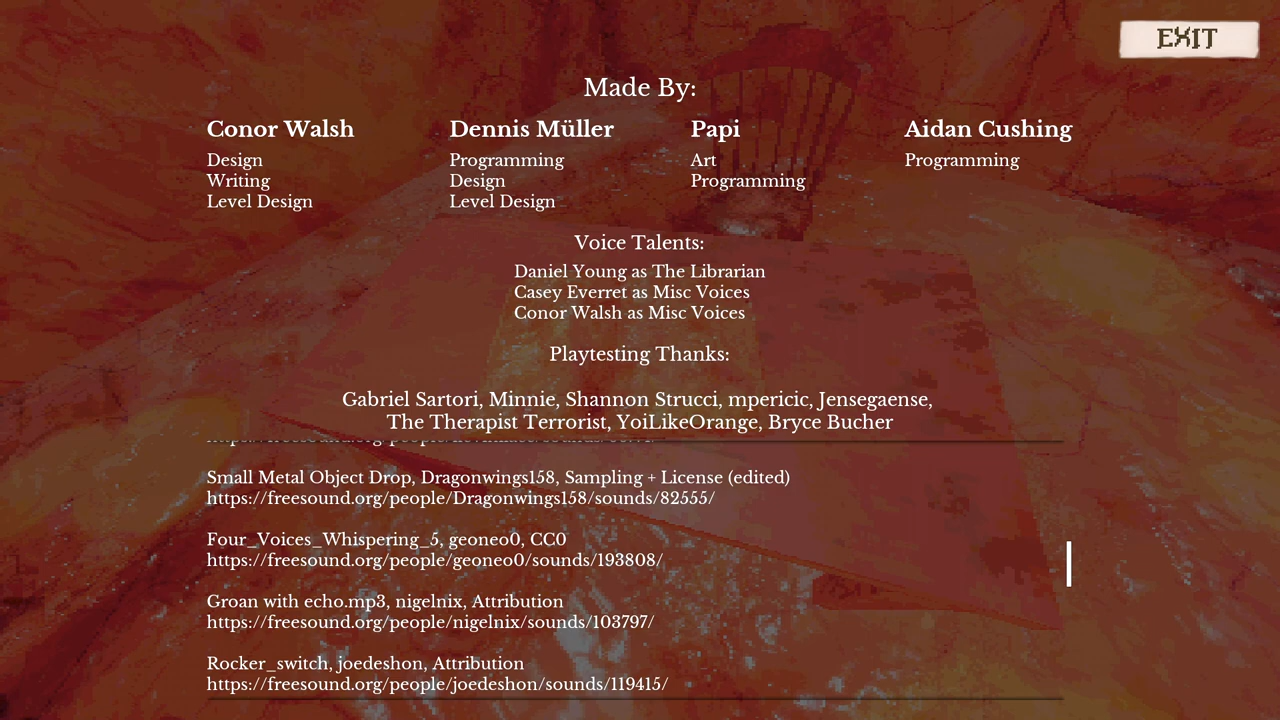 EXIT
Made By:
Conor Walsh
Design
Writing
Level Design
Dennis Müller
Programming
Design
Level Design
Papi
Art
Programming
Aidan Cushing
Programming
Voice Talents:
Daniel Young as The Librarian
Casey Everret as Misc Voices
Conor Walsh as Misc Voices
Playtesting Thanks:
Gabriel Sartori, Minnie, Shannon Strucci, mpericic, Jensegaense,
The Therapist Terrorist, YoiLikeOrange, Bryce Bucher
Small Metal Object Drop, Dragonwings158, Sampling + License (edited)
https://freesound.org/people/Dragonwings158/sounds/82555/
Four_Voices_Whispering_5, geoneo0, CC0
https://freesound.org/people/geoneo0/sounds/193808/
Groan with echo.mp3, nigelnix, Attribution
https://freesound.org/people/nigelnix/sounds/103797/
Rocker_switch, joedeshon, Attribution
https://freesound.org/people/joedeshon/sounds/119415/